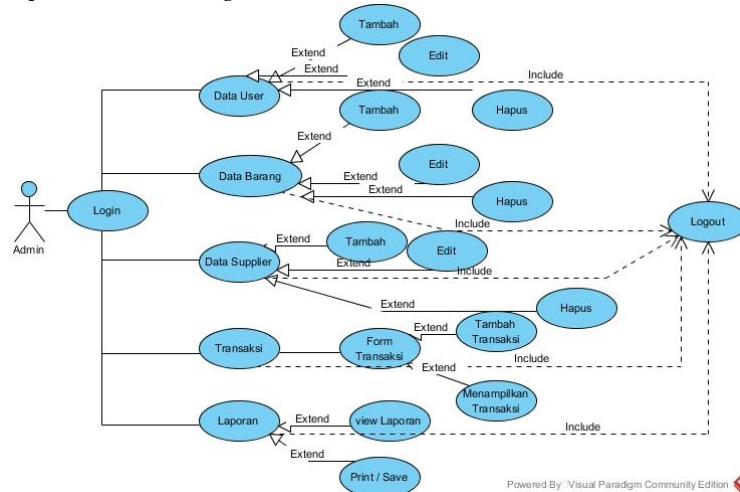 Tambah
Extend
Edit
Extend
Extend
Include
Data User
Tambah
Hapus
Extend
Edit
Data Barang
Extend
Extend
Hapus
Login
Admin
Include
Logout
Extend
Tambah
Edit
Data Supplier
Extend
Include
Extend
Hapus
Transaksi
Form
Transaksi
Extend
Tambah
Transaksi
Include
Extend
Menampilkan
Transaksi
Laporan
Extend
view Laporan
Include
Extend
Print / Save
Powered By Visual Paradigm Community Edition